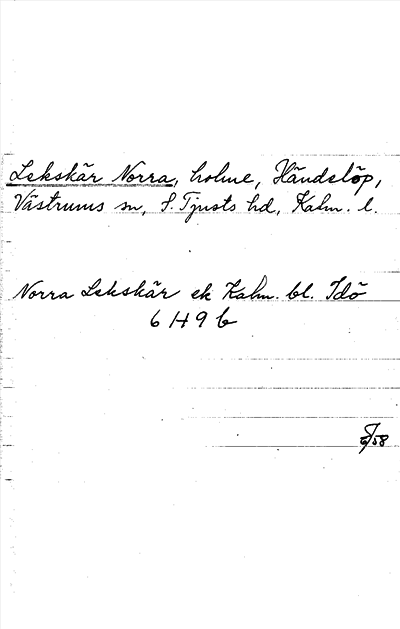 Lekskär Norra, holme, Händelöp,
Västrums sn, S. Tjusts hd, Kalm. l.
Norra Lekskär ek Kalm. bl. Idö
6 H 9 b